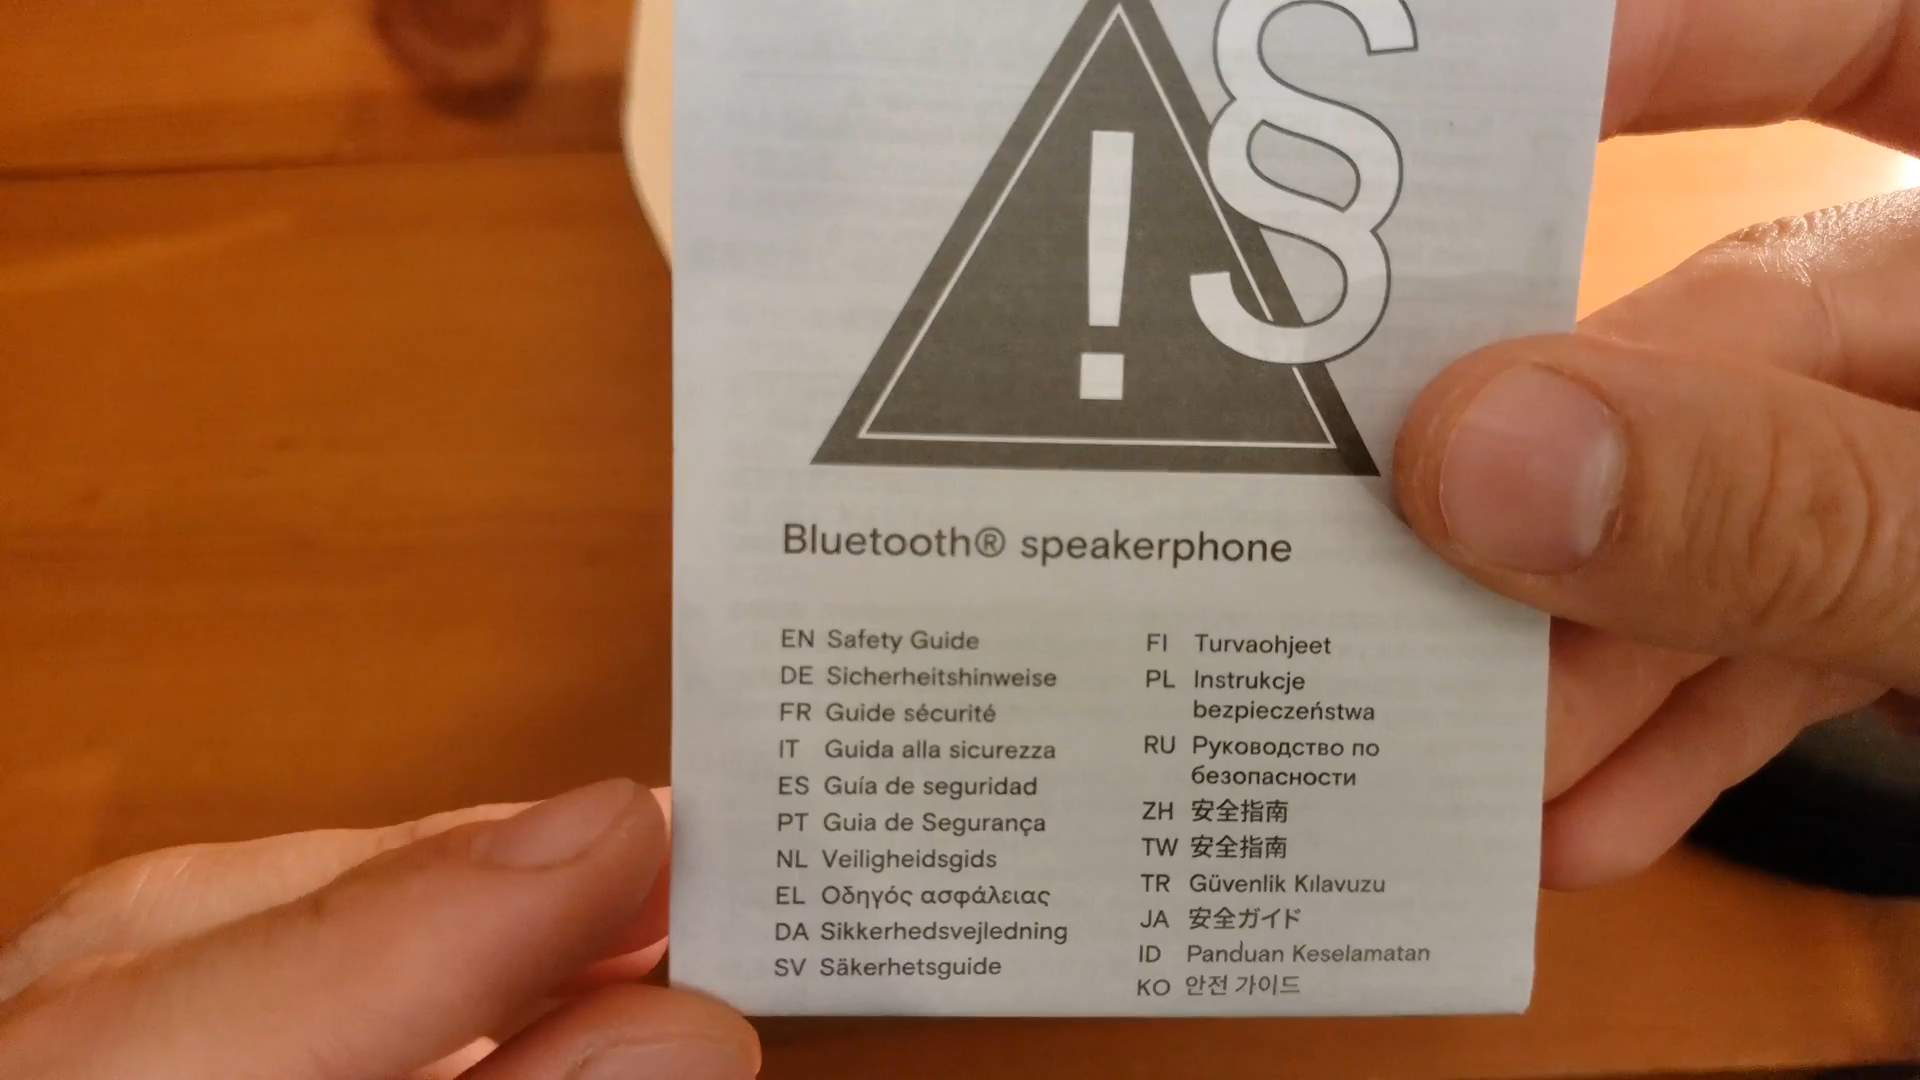 !
§
Bluetooth® speakerphone
EN Safety Guide
DE Sicherheitshinweise
FR Guide sécurité
IT Guida alla sicurezza
ES Guía de seguridad
PT Guia de Segurança
NL Veiligheidsgids
EL Οδηγός ασφάλειας
DA Sikkerhedsvejledning
SV Säkerhetsguide
FI Turvaohjeet
PL Instrukcje
bezpieczeństwa
RU Руководство по
безопасности
ZH 安全指南
TW 安全指南
TR Güvenlik Kılavuzu
JA 安全ガイド
ID Panduan Keselamatan
KO 안전 가이드